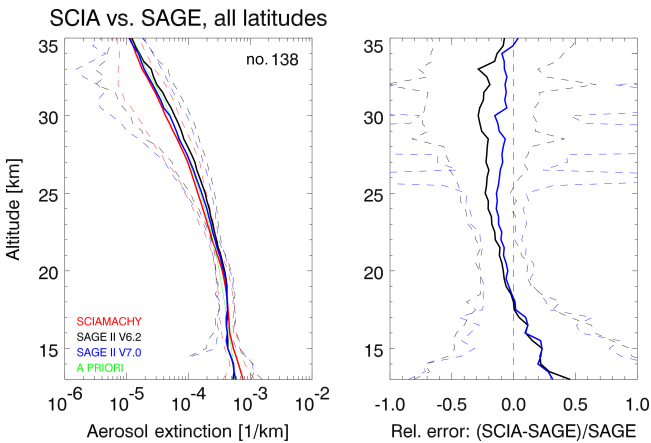 SCIA vs. SAGE, all latitudes
no. 138
35
30
25
20
15
Altitude [km]
SCIAMACHY
SAGE II V6.2
SAGE II V7.0
A PRIORI
10^-6 10^-5 10^-4 10^-3 10^-2
Aerosol extinction [1/km]
35
30
25
20
15
-1.0 -0.5 0.0 0.5 1.0
Rel. error: (SCIA-SAGE)/SAGE